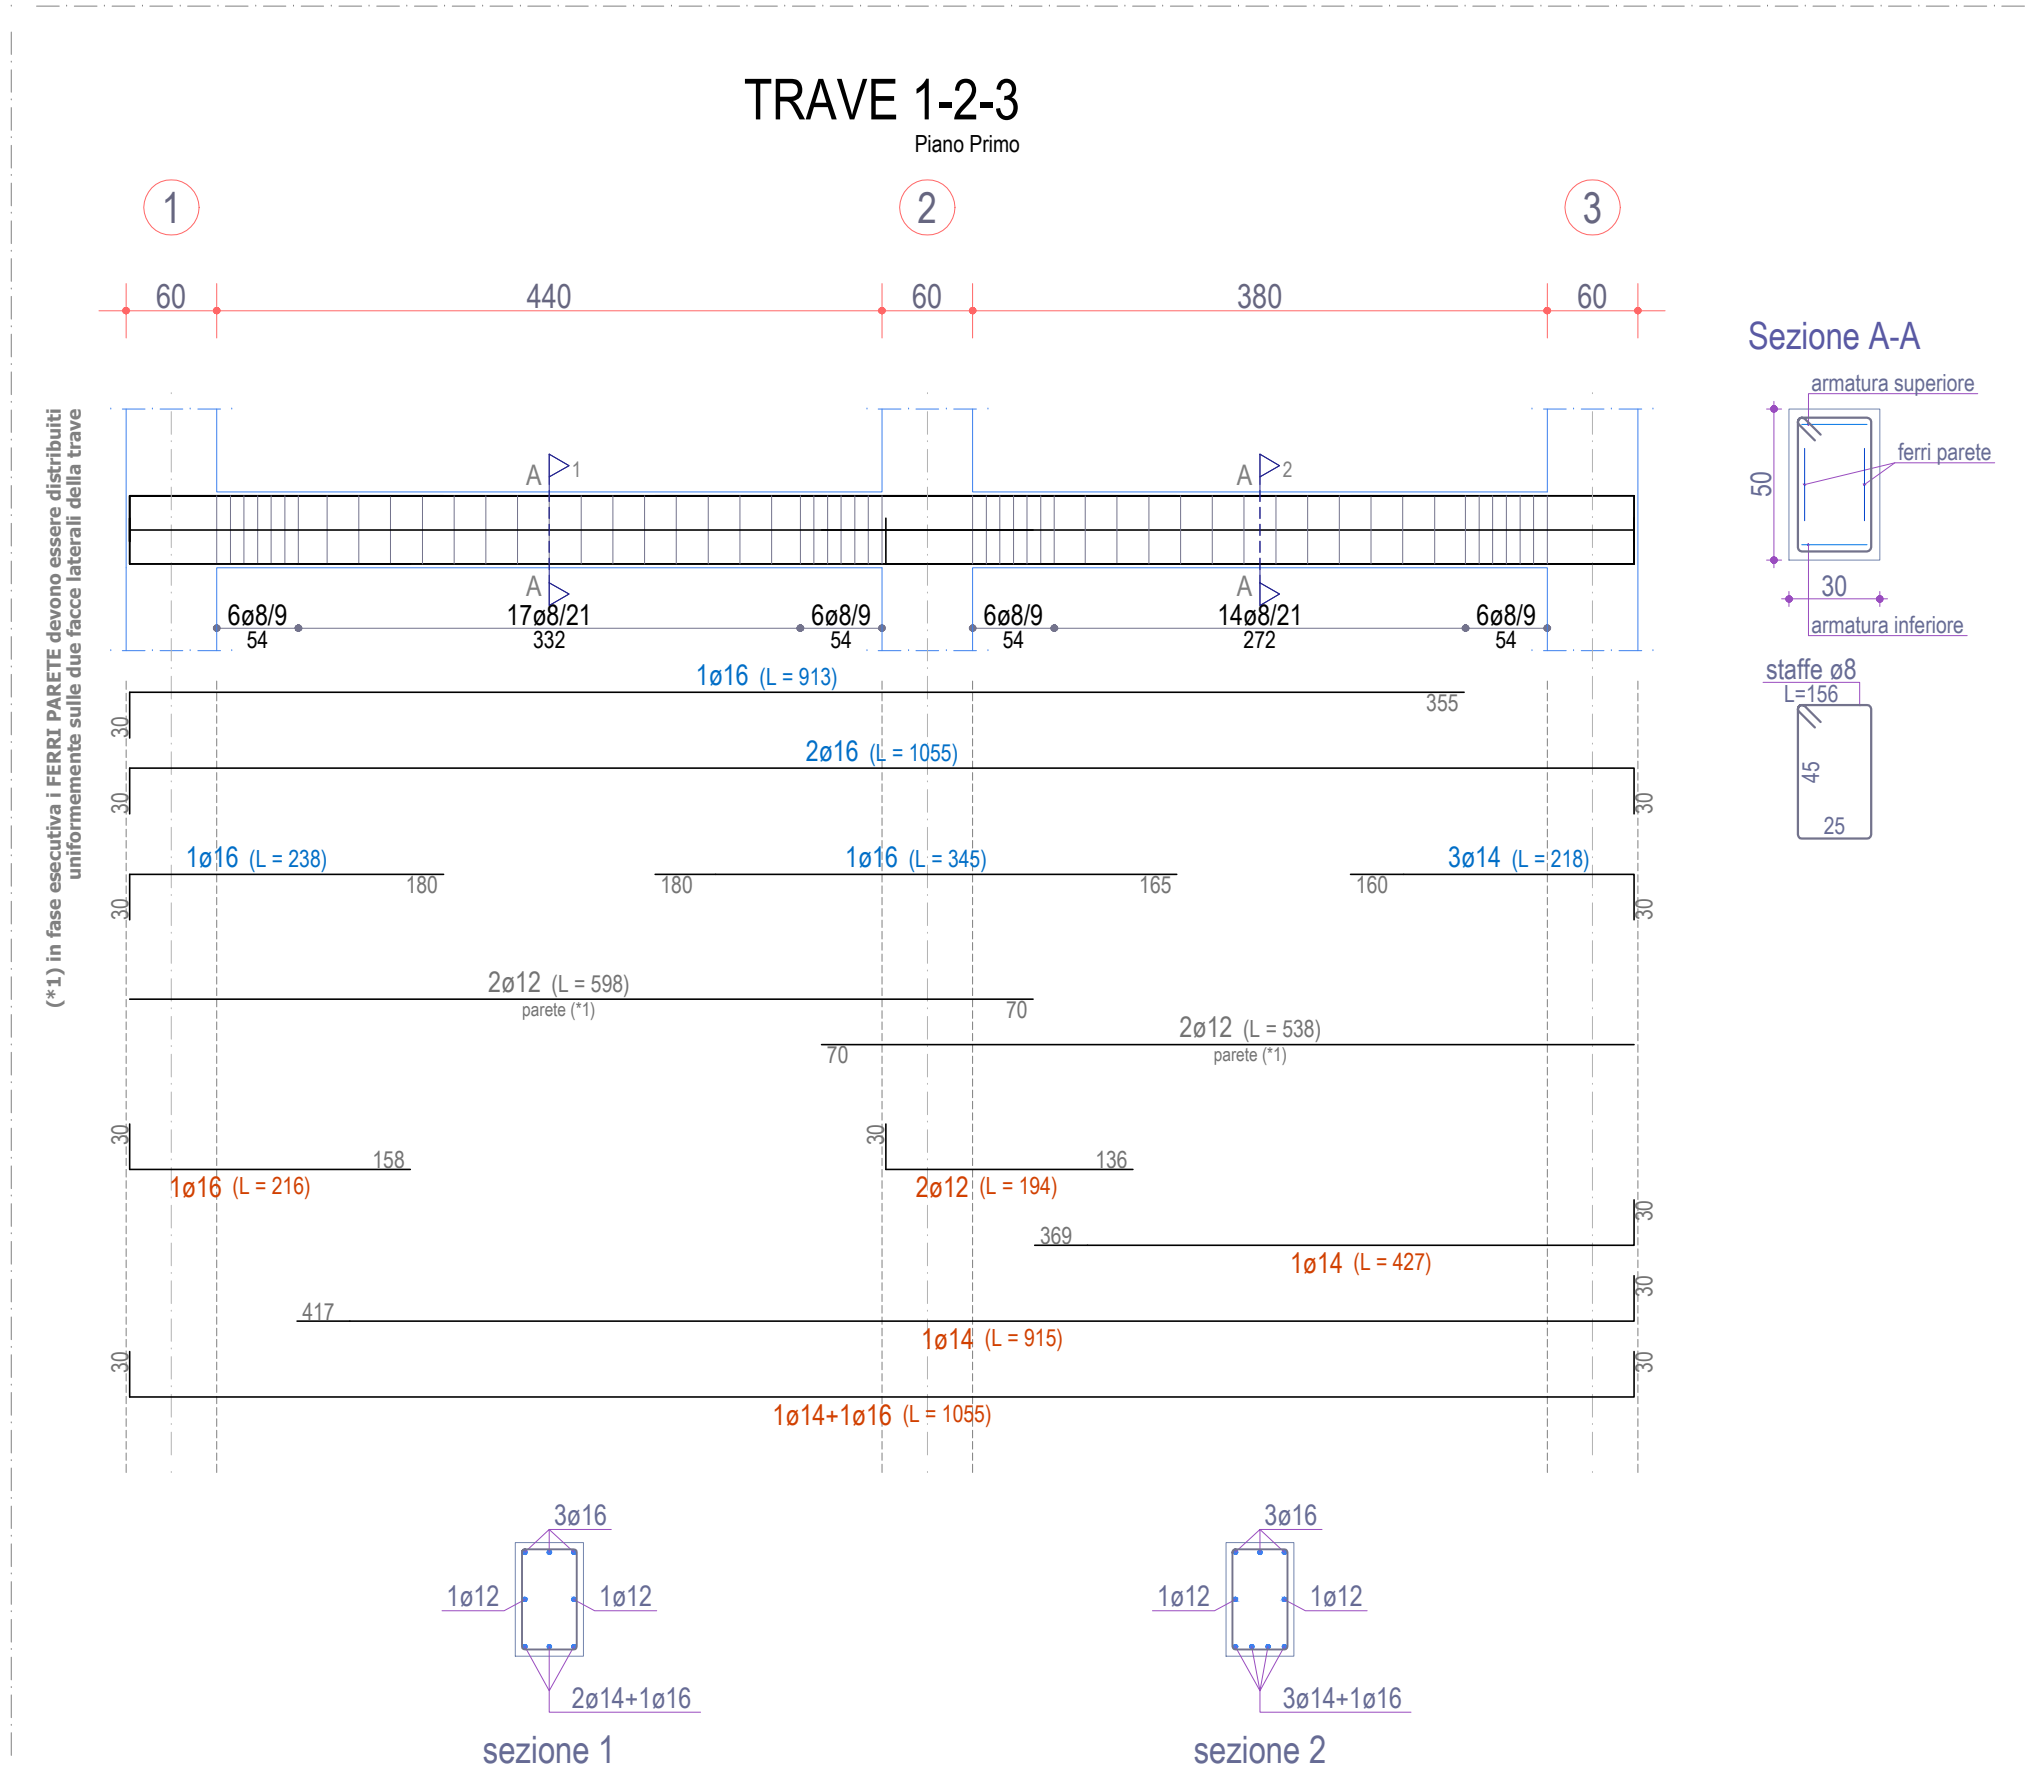 TRAVE 1-2-3
Piano Primo
1
2
3
60
440
60
380
60
Sezione A-A
armatura superiore
ferri parete
50
30
armatura inferiore
staffe ø8
L=156
45
25
(*1) in fase esecutiva i FERRI PARETE devono essere distribuiti
uniformemente sulle due facce laterali della trave
A
1
A
2
A
A
6ø8/9
17ø8/21
6ø8/9
6ø8/9
14ø8/21
6ø8/9
54
332
54
54
272
54
1ø16 (L = 913)
30
355
2ø16 (L = 1055)
30
30
1ø16 (L = 238)
1ø16 (L = 345)
3ø14 (L = 218)
30
180
180
165
160
30
2ø12 (L = 598)
parete (*1)
70
2ø12 (L = 538)
70
parete (*1)
30
158
30
136
1ø16 (L = 216)
2ø12 (L = 194)
369
30
1ø14 (L = 427)
417
30
1ø14 (L = 915)
30
30
1ø14+1ø16 (L = 1055)
3ø16
3ø16
1ø12
1ø12
1ø12
1ø12
2ø14+1ø16
3ø14+1ø16
sezione 1
sezione 2